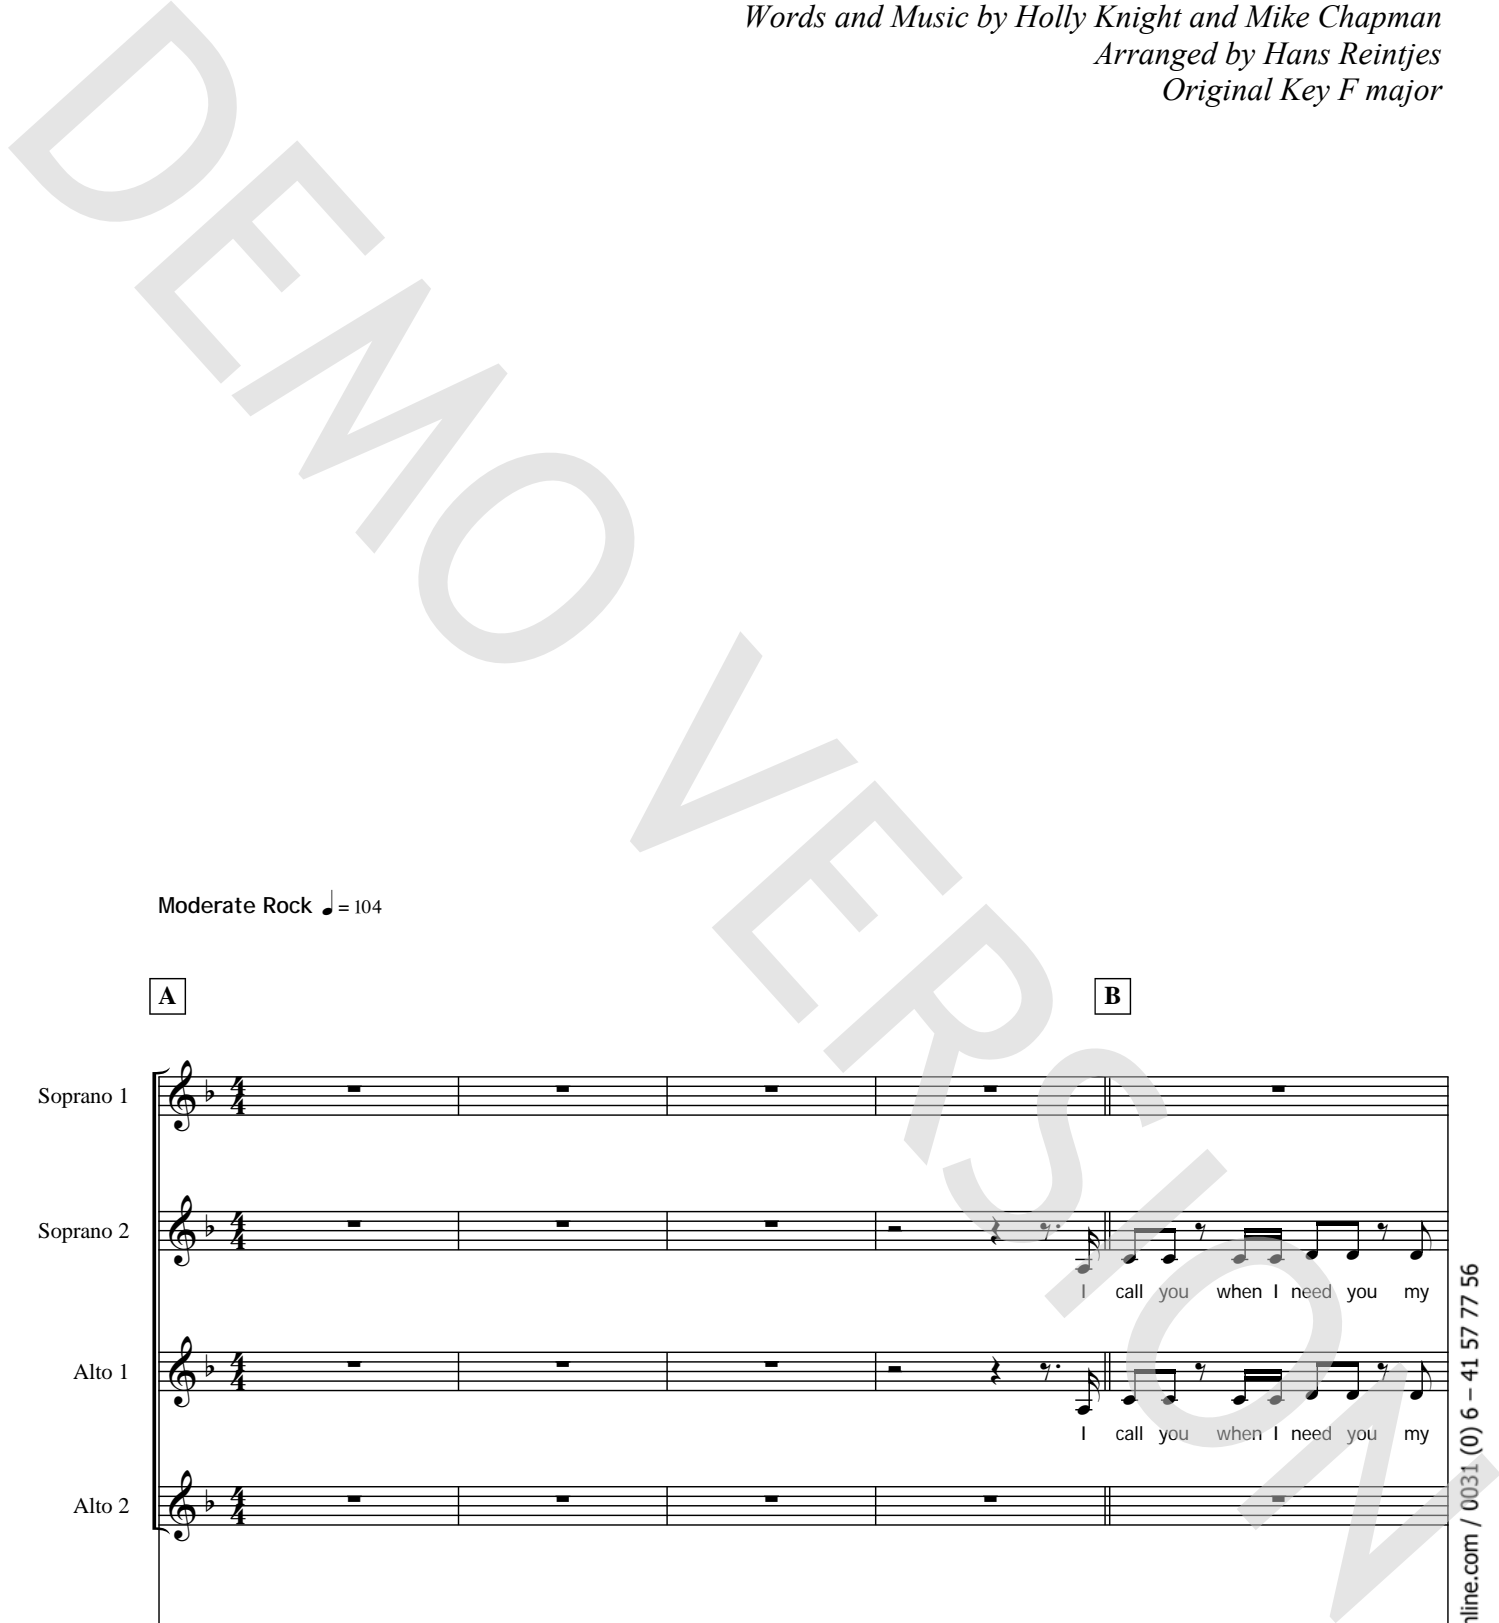 Words and Music by Holly Knight and Mike Chapman
Arranged by Hans Reintjes
Original Key F major
DEMO VERSION
Moderate Rock ♩ = 104
A
B
Soprano 1
Soprano 2
I call you when I need you my
Alto 1
I call you when I need you my
Alto 2
.com / 0031 (0) 6 – 41 57 77 56